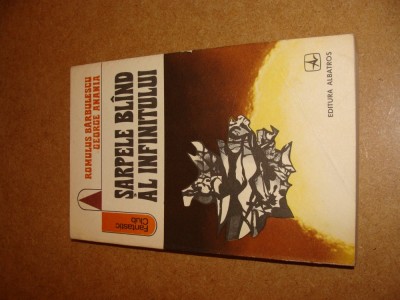 ROMULUS BĂRBULESCU
GEORGE ANANIA
ȘARPELE BLÎND
AL INFINITULUI
Fantastic
Club
EDITURA ALBATROS